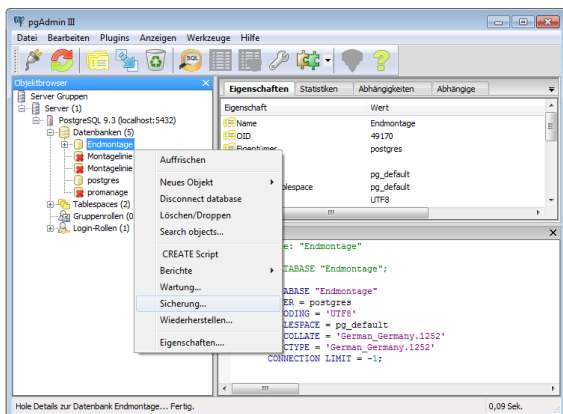 pgAdmin III
Datei Bearbeiten Plugins Anzeigen Werkzeuge Hilfe
SQL
Objektbrowser X
Server Gruppen
Server (1)
PostgreSQL 9.3 (localhost:5432)
Datenbanken (5)
Endmontage
Montagelinie
Montagelinie
postgres
promanage
Tablespaces (2)
Gruppenrollen (0
Login-Rollen (1)
Auffrischen
Neues Objekt
Disconnect database
Löschen/Droppen
Search objects...
CREATE Script
Berichte
Wartung...
Sicherung...
Wiederherstellen...
Eigenschaften....
Eigenschaften Statistiken Abhängigkeiten Abhängige
Eigenschaft Wert
Name Endmontage
OID 49170
Eigentümer postgres
pg_default
blespace pg_default
UTF8
e: "Endmontage"
TABASE "Endmontage";
ABASE "Endmontage"
ER = postgres
ODING = 'UTF8'
LESPACE = pg_default
COLLATE = 'German_Germany.1252'
CTYPE = 'German_Germany.1252'
CONNECTION LIMIT = -1;
Hole Details zur Datenbank Endmontage... Fertig. 0,09 Sek.